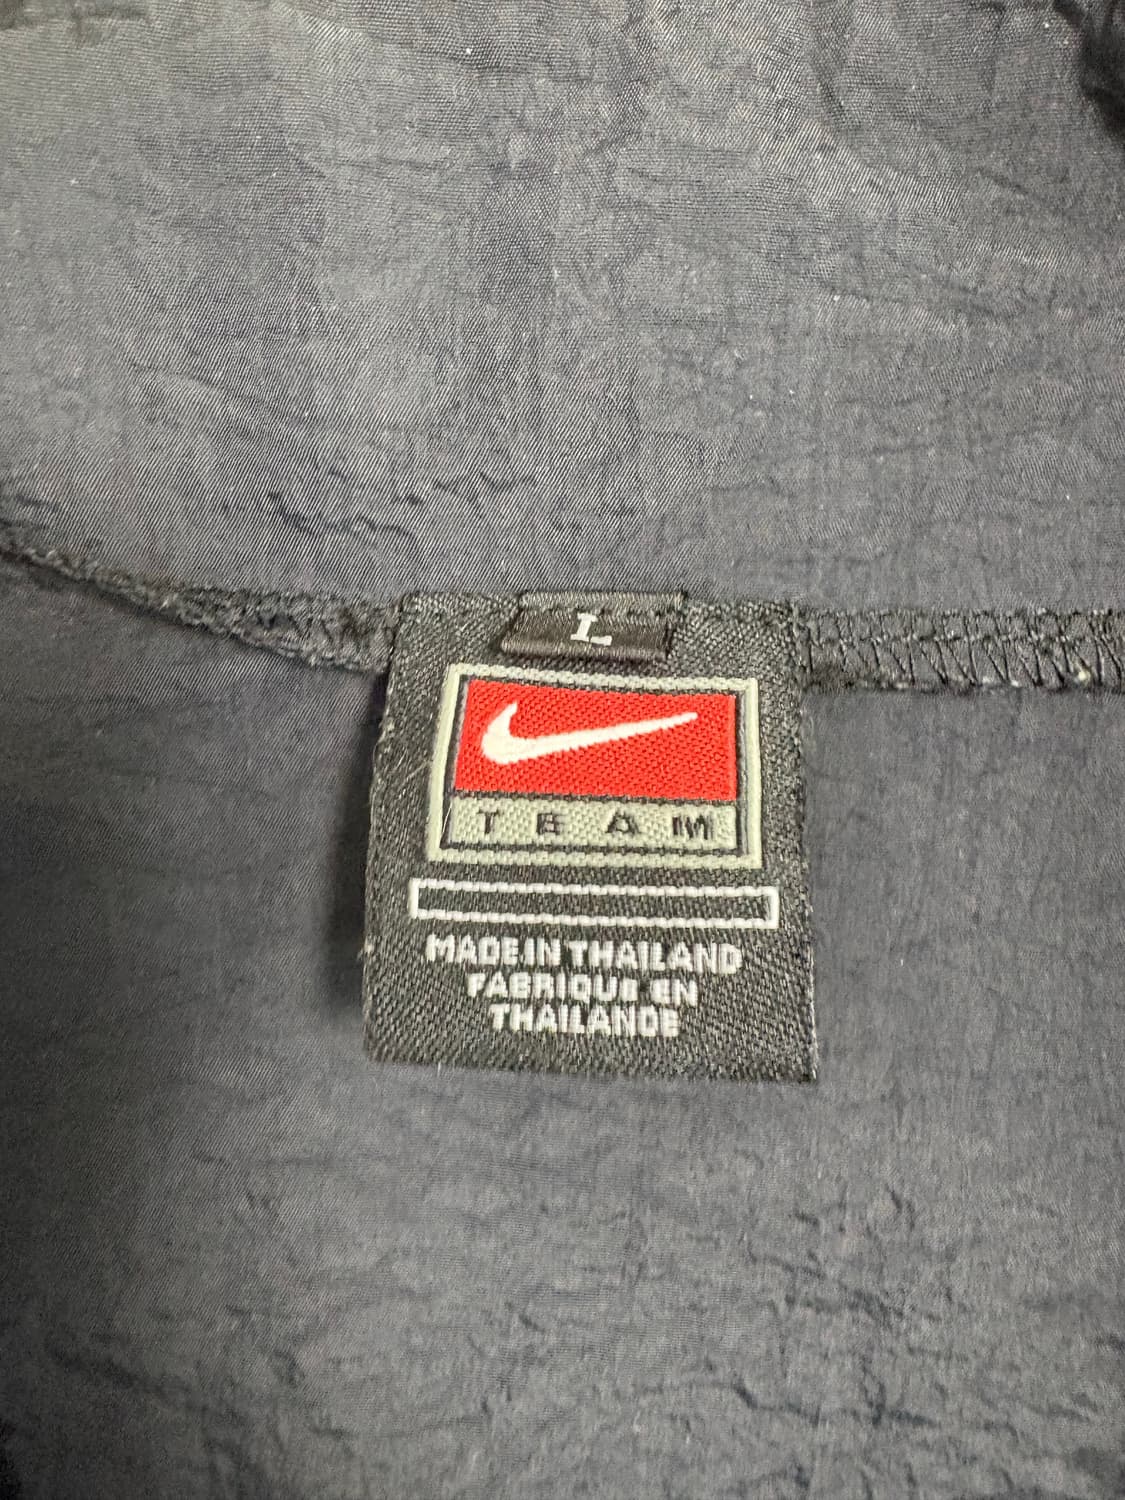 L
TEAM
MADE IN THAILAND
FABRIQUE EN
THAILANDE